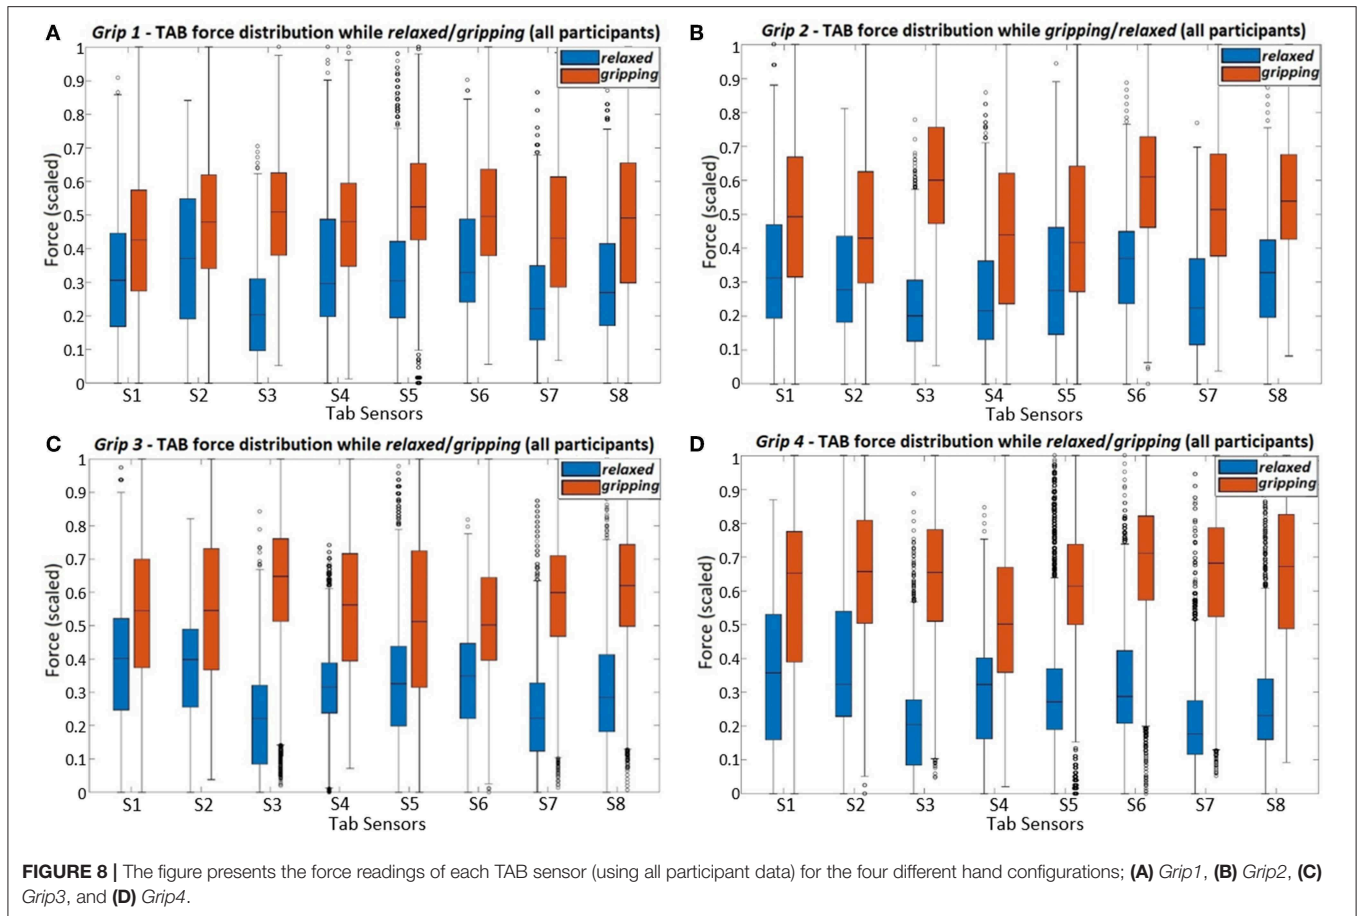 A Grip 1 - TAB force distribution while relaxed/gripping (all participants)
relaxed
gripping
1
0.9
0.8
0.7
0.6
0.5
0.4
0.3
0.2
0.1
0
Force (scaled)
S1 S2 S3 S4 S5 S6 S7 S8
Tab Sensors
B Grip 2 - TAB force distribution while gripping/relaxed (all participants)
relaxed
gripping
1
0.9
0.8
0.7
0.6
0.5
0.4
0.3
0.2
0.1
0
Force (scaled)
S1 S2 S3 S4 S5 S6 S7 S8
Tab Sensors
C Grip 3 - TAB force distribution while relaxed/gripping (all participants)
relaxed
gripping
1
0.9
0.8
0.7
0.6
0.5
0.4
0.3
0.2
0.1
0
Force (scaled)
S1 S2 S3 S4 S5 S6 S7 S8
Tab Sensors
D Grip 4 - TAB force distribution while relaxed/gripping (all participants)
relaxed
gripping
1
0.9
0.8
0.7
0.6
0.5
0.4
0.3
0.2
0.1
0
Force (scaled)
S1 S2 S3 S4 S5 S6 S7 S8
Tab Sensors
FIGURE 8 | The figure presents the force readings of each TAB sensor (using all participant data) for the four different hand configurations; (A) Grip1, (B) Grip2, (C)
Grip3, and (D) Grip4.